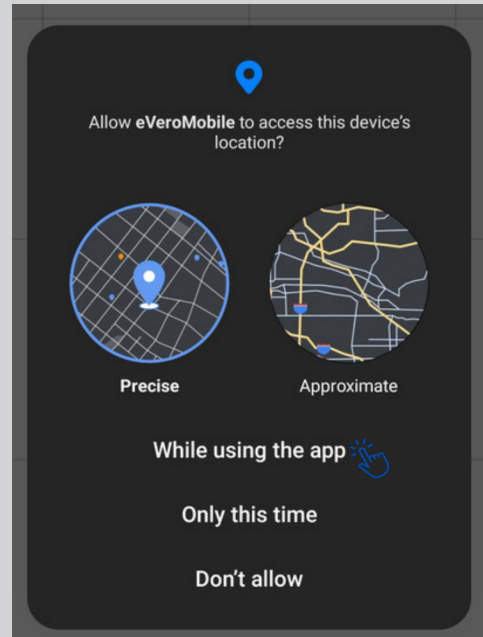 Allow eVeroMobile to access this device's
location?
Precise
Approximate
While using the app
Only this time
Don't allow